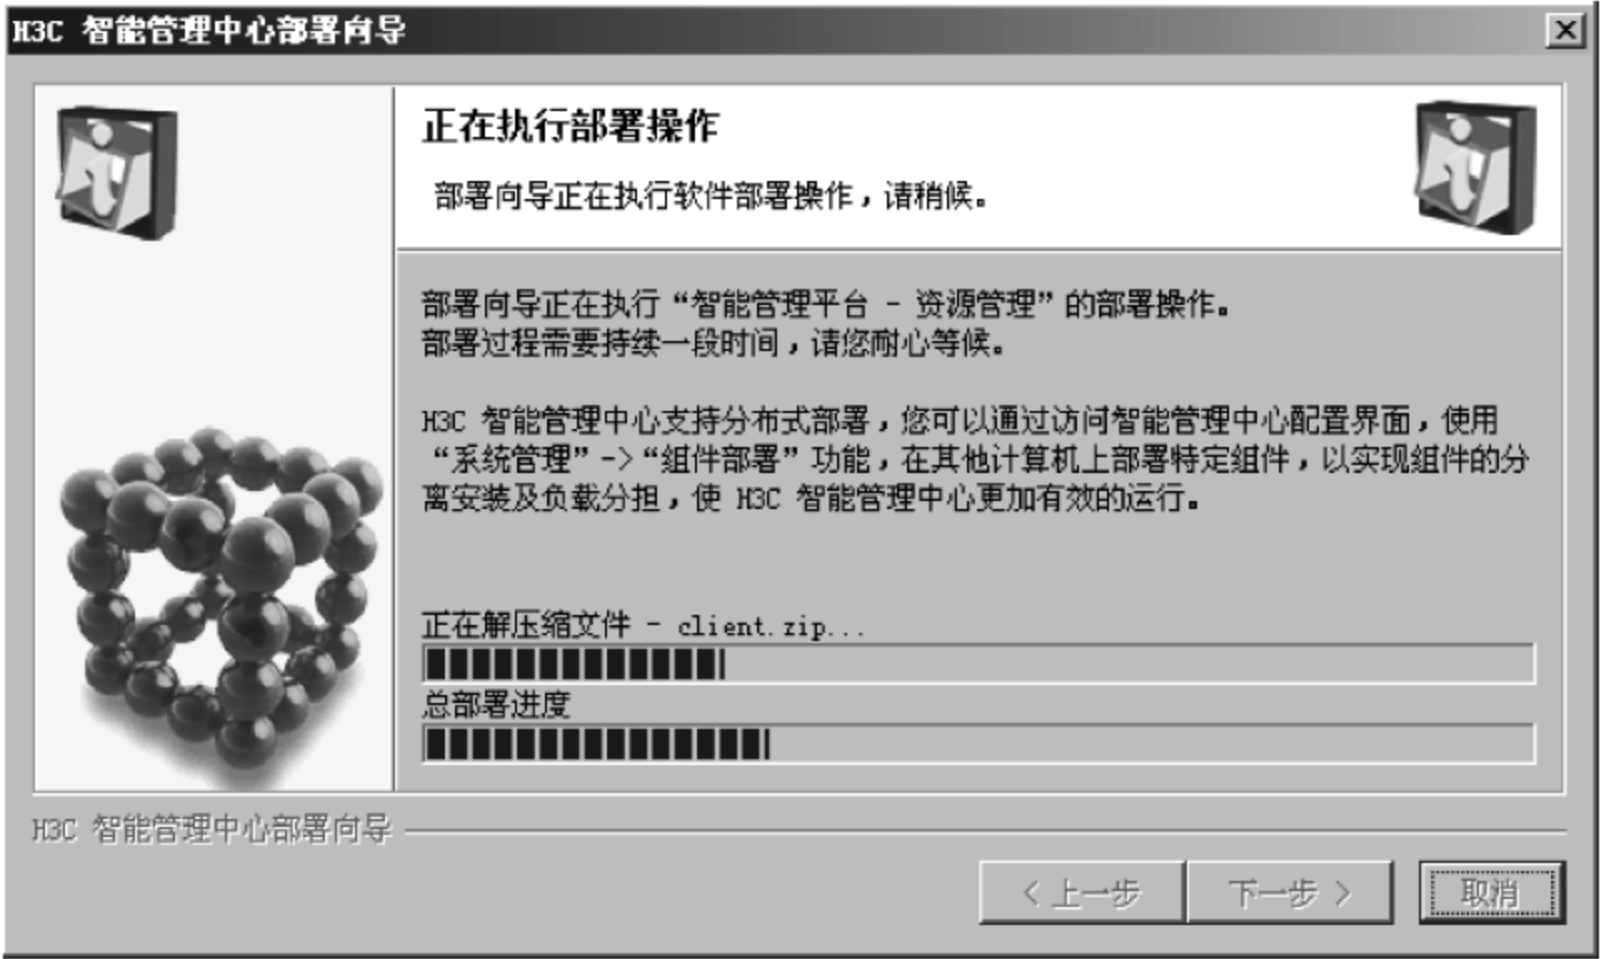 H3C 智能管理中心部署向导
正在执行部署操作
部署向导正在执行软件部署操作，请稍候。
部署向导正在执行“智能管理平台 - 资源管理”的部署操作。
部署过程需要持续一段时间，请您耐心等候。
H3C 智能管理中心支持分布式部署，您可以通过访问智能管理中心配置界面，使用
“系统管理”->“组件部署”功能，在其他计算机上部署特定组件，以实现组件的分
离安装及负载分担，使 H3C 智能管理中心更加有效的运行。
正在解压缩文件 - client.zip...
总部署进度
H3C 智能管理中心部署向导
< 上一步
下一步 >
取消